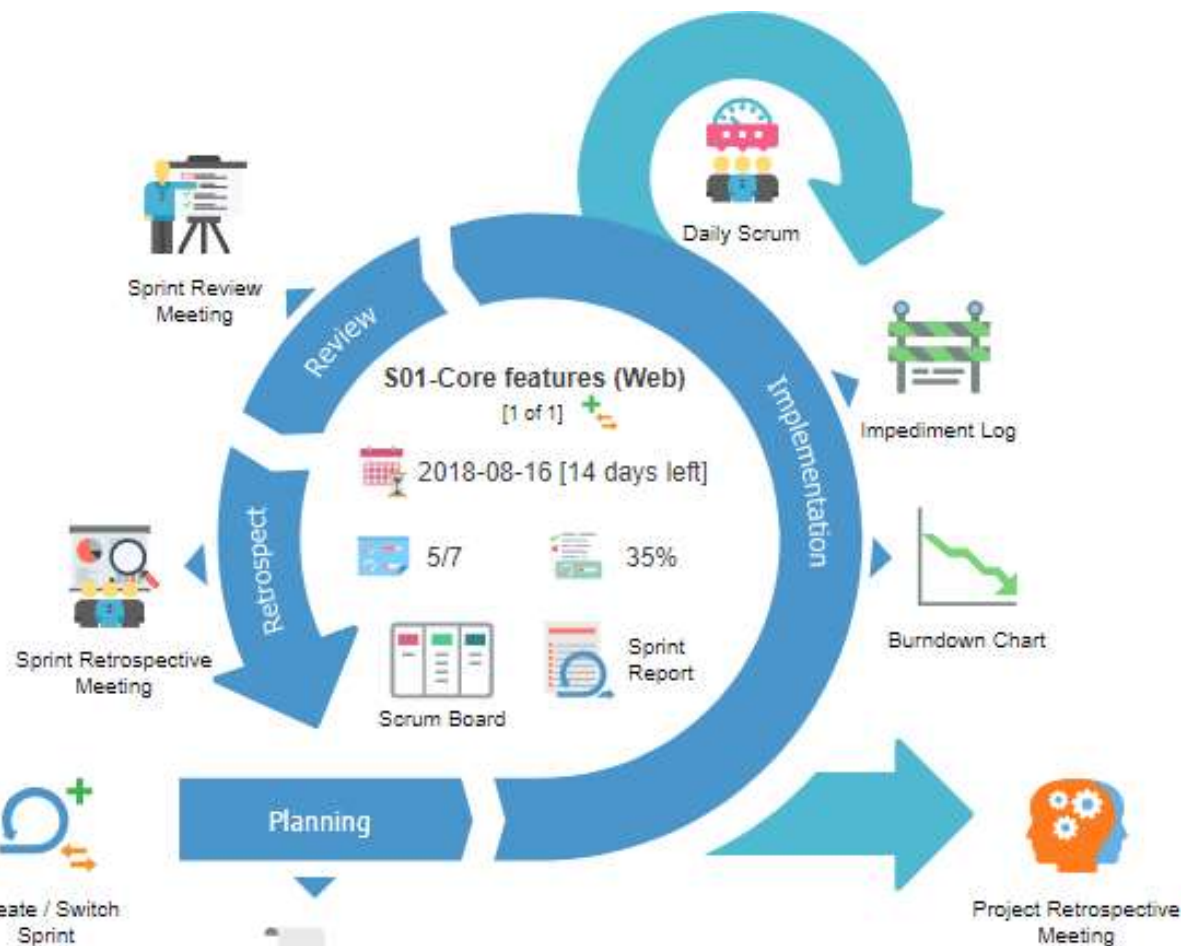 Daily Scrum
Sprint Review
Meeting
Review
Implementation
S01-Core features (Web)
[1 of 1]
Impediment Log
2018-08-16 [14 days left]
Retrospect
5/7
35%
Burndown Chart
Sprint
Report
Sprint Retrospective
Meeting
Scrum Board
Planning
eate / Switch
Sprint
Project Retrospective
Meeting